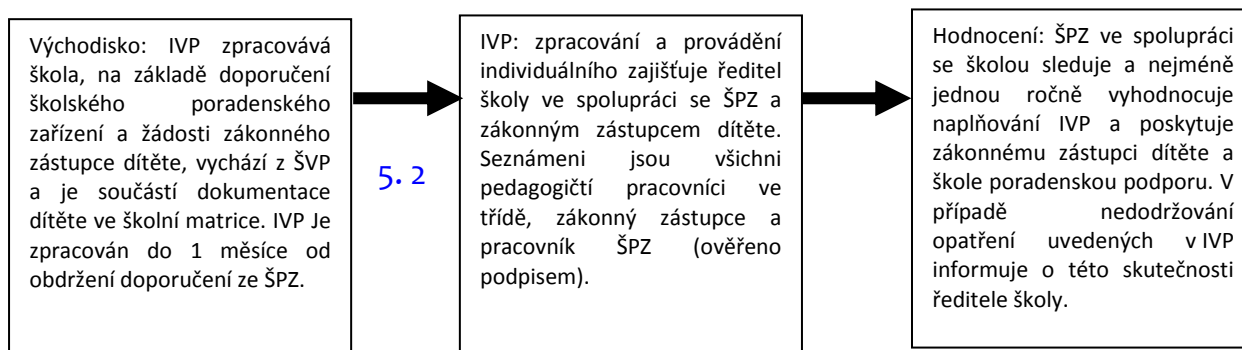 Východisko: IVP zpracovává
škola, na základě doporučení
školského poradenského
zařízení a žádosti zákonného
zástupce dítěte, vychází z ŠVP
a je součástí dokumentace
dítěte ve školní matrice. IVP Je
zpracován do 1 měsíce od
obdržení doporučení ze ŠPZ.
5. 2
IVP: zpracování a provádění
individuálního zajišťuje ředitel
školy ve spolupráci se ŠPZ a
zákonným zástupcem dítěte.
Seznámeni jsou všichni
pedagogičtí pracovníci ve
třídě, zákonný zástupce a
pracovník ŠPZ (ověřeno
podpisem).
Hodnocení: ŠPZ ve spolupráci
se školou sleduje a nejméně
jednou ročně vyhodnocuje
naplňování IVP a poskytuje
zákonnému zástupci dítěte a
škole poradenskou podporu. V
případě nedodržování
opatření uvedených v IVP
informuje o této skutečnosti
ředitele školy.